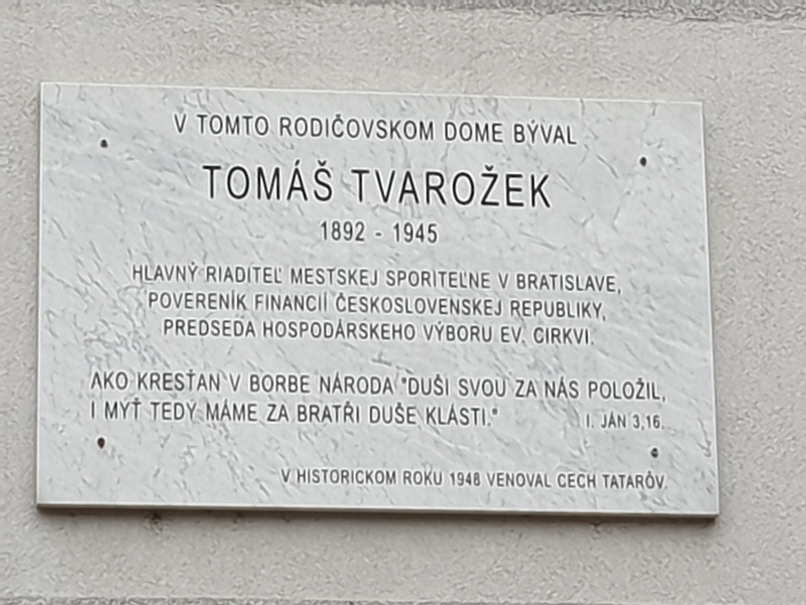 V TOMTO RODIČOVSKOM DOME BÝVAL
TOMÁŠ TVAROŽEK
1892 - 1945
HLAVNÝ RIADITEĽ MESTSKEJ SPORITEĽNE V BRATISLAVE,
POVERENÍK FINANCIÍ ČESKOSLOVENSKEJ REPUBLIKY,
PREDSEDA HOSPODÁRSKEHO VÝBORU EV. CIRKVI.
AKO KRESŤAN V BORBE NÁRODA "DUŠI SVOU ZA NÁS POLOŽIL,
I MYŤ TEDY MÁME ZA BRATŘI DUŠE KLÁSTI."
I. JÁN 3,16.
V HISTORICKOM ROKU 1948 VENOVAL CECH TATARÔV.